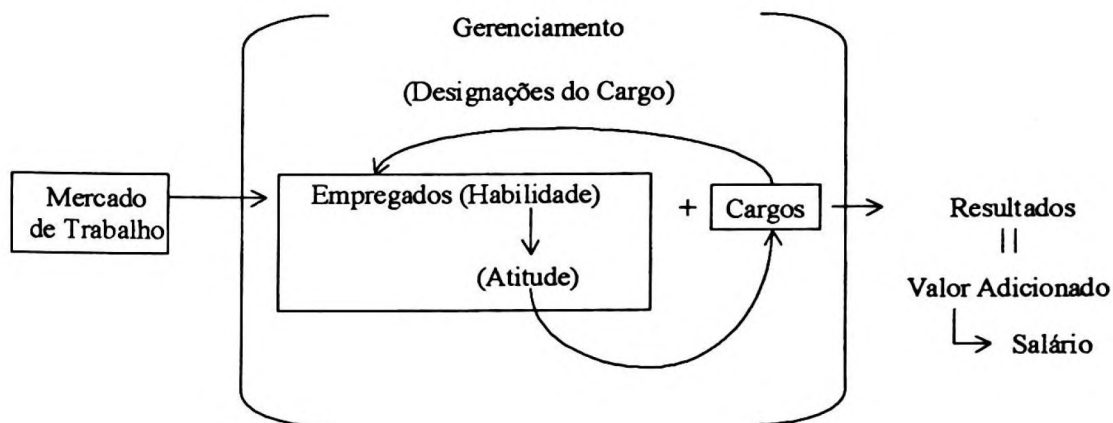 Gerenciamento
(Designações do Cargo)
Mercado
de Trabalho
Empregados (Habilidade)
(Atitude)
+
Cargos
Resultados
Valor Adicionado
Salário